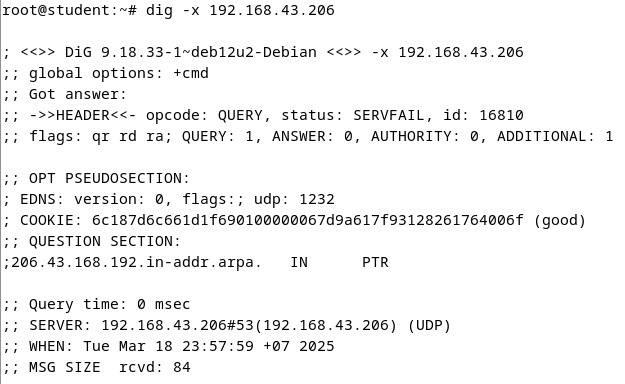 root@student:~# dig -x 192.168.43.206

; <<>> DiG 9.18.33-1~deb12u2-Debian <<>> -x 192.168.43.206
;; global options: +cmd
;; Got answer:
;; ->>HEADER<<- opcode: QUERY, status: SERVFAIL, id: 16810
;; flags: qr rd ra; QUERY: 1, ANSWER: 0, AUTHORITY: 0, ADDITIONAL: 1

;; OPT PSEUDOSECTION:
; EDNS: version: 0, flags:; udp: 1232
; COOKIE: 6c187d6c661d1f690100000067d9a617f93128261764006f (good)
;; QUESTION SECTION:
;206.43.168.192.in-addr.arpa.   IN      PTR

;; Query time: 0 msec
;; SERVER: 192.168.43.206#53(192.168.43.206) (UDP)
;; WHEN: Tue Mar 18 23:57:59 +07 2025
;; MSG SIZE  rcvd: 84